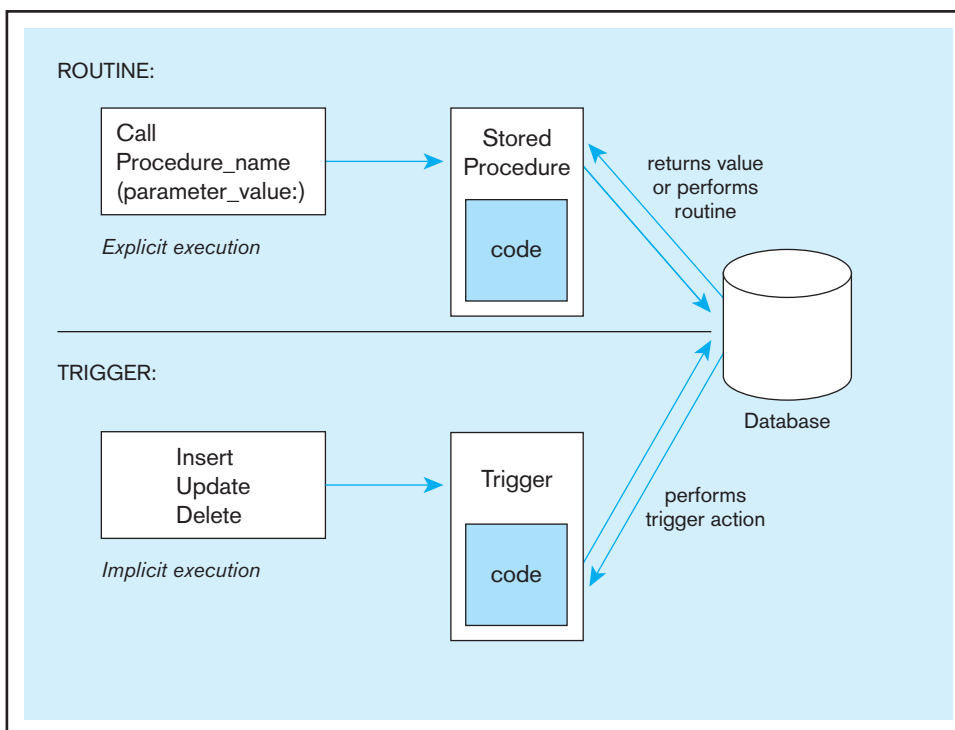 ROUTINE:
Call
Procedure_name
(parameter_value:)
Explicit execution
Stored
Procedure
code
returns value
or performs
routine
Database
TRIGGER:
Insert
Update
Delete
Implicit execution
Trigger
code
performs
trigger action